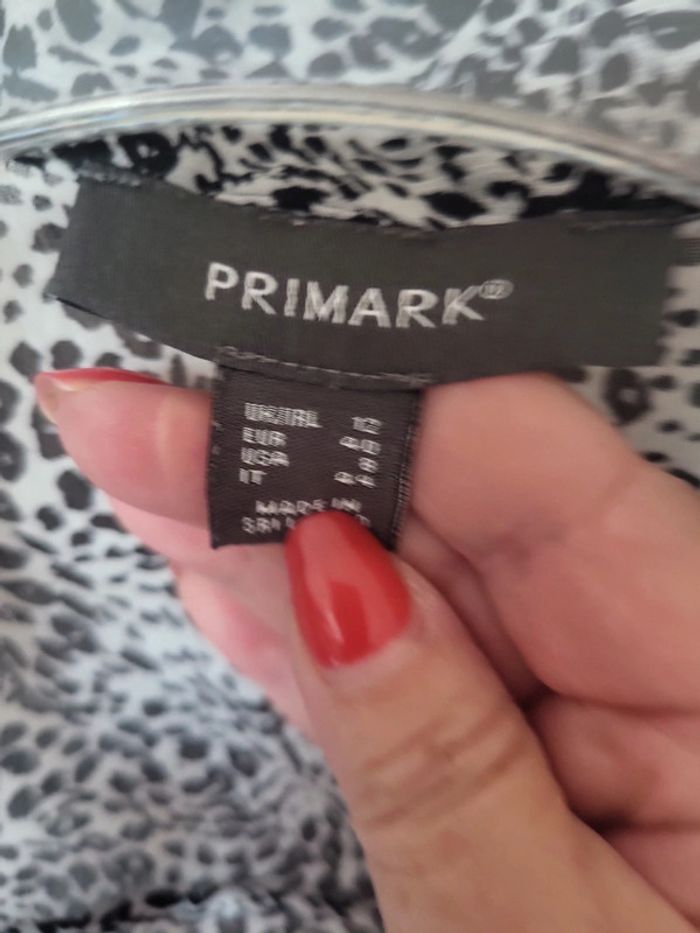 PRIMARK®
UK/IRL 12
EUR 40
USA 8
IT 44
MADE IN